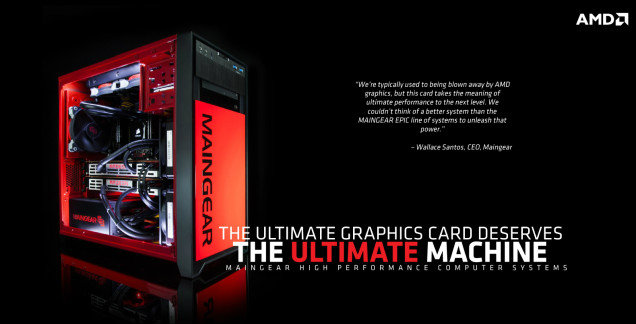 AMD
"We're typically used to being blown away by AMD
graphics, but this card takes the meaning of
ultimate performance to the next level. We
couldn't think of a better system than the
MAINGEAR EPIC line of systems to unleash that
power."
– Wallace Santos, CEO, Maingear
MAINGEAR
MAINGEAR
THE ULTIMATE GRAPHICS CARD DESERVES
THE ULTIMATE MACHINE
MAINGEAR HIGH PERFORMANCE COMPUTER SYSTEMS